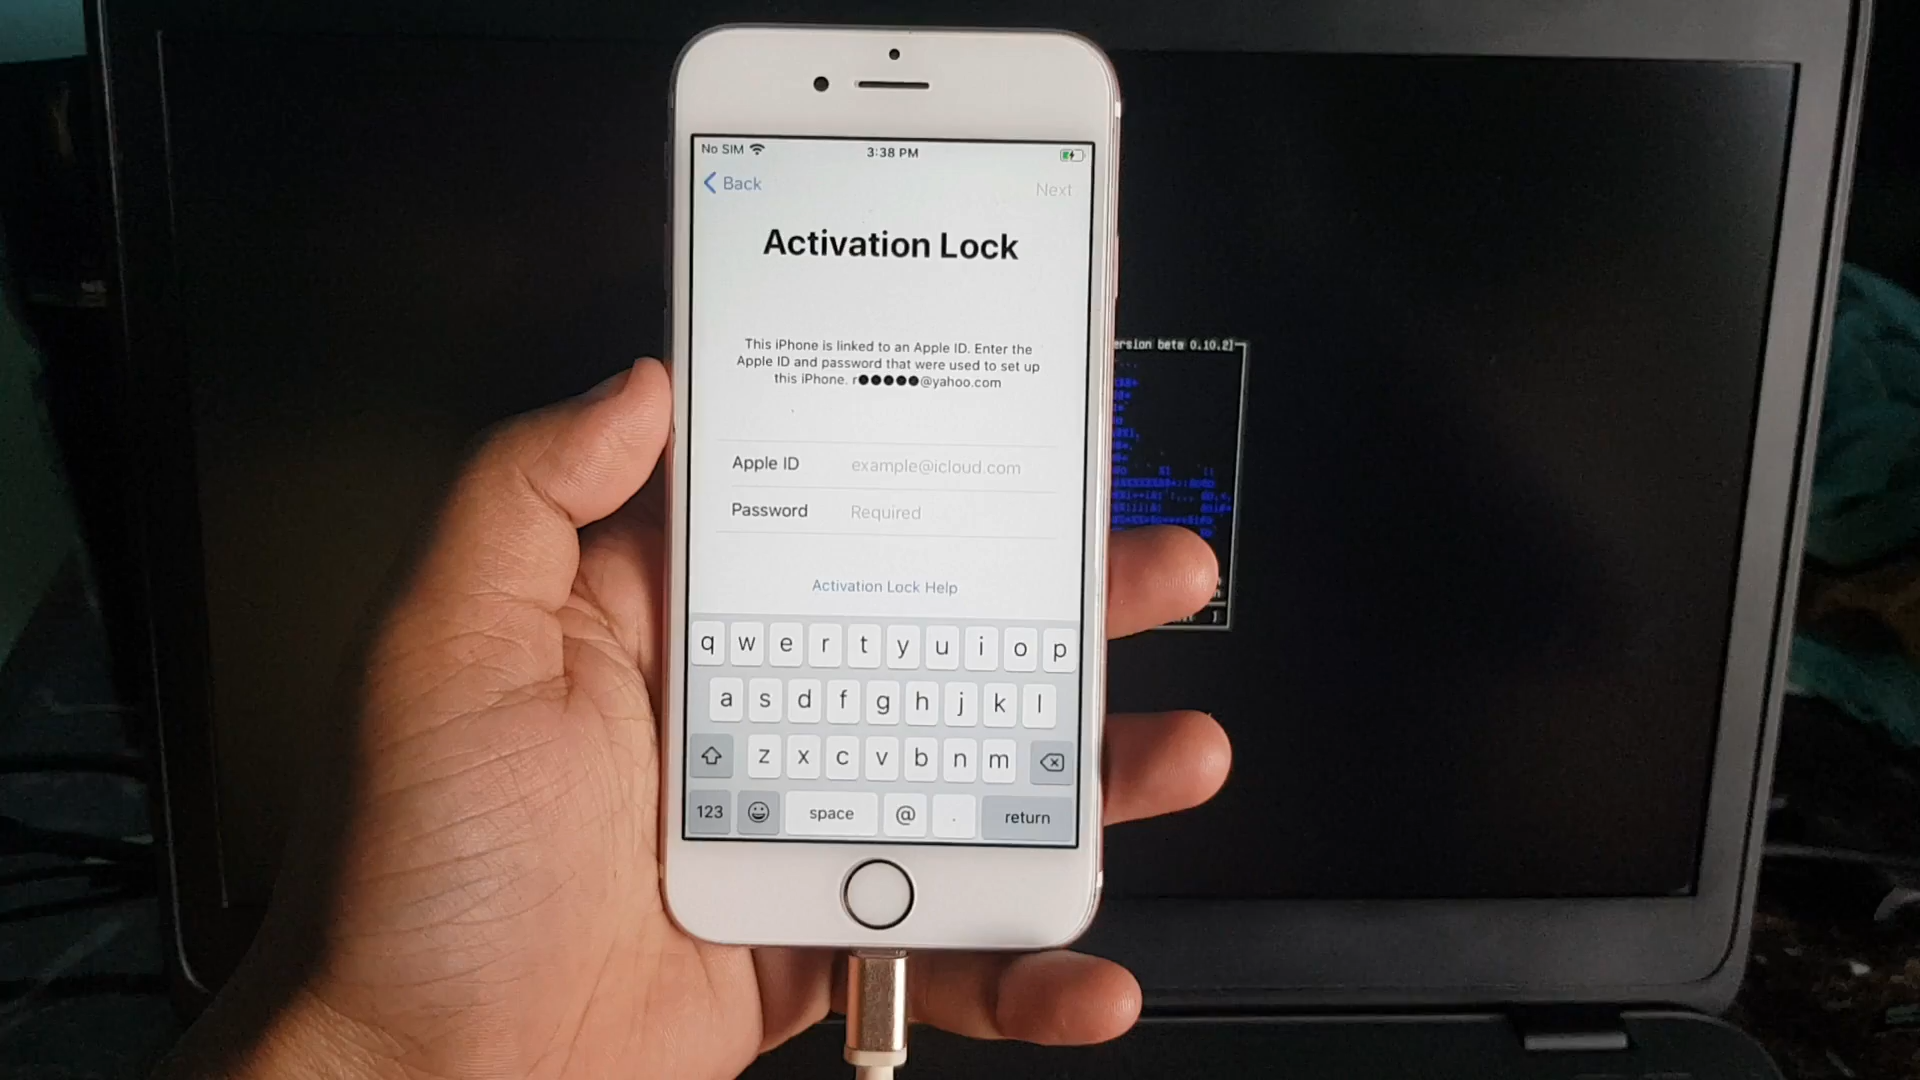 No SIM
3:38 PM
Back
Next
Activation Lock
This iPhone is linked to an Apple ID. Enter the
Apple ID and password that were used to set up
this iPhone. r●●●●●@yahoo.com
Apple ID example@icloud.com
Password Required
Activation Lock Help
q w e r t y u i o p
a s d f g h j k l
z x c v b n m
123 space @ . return
ersion beta 0.10.2]